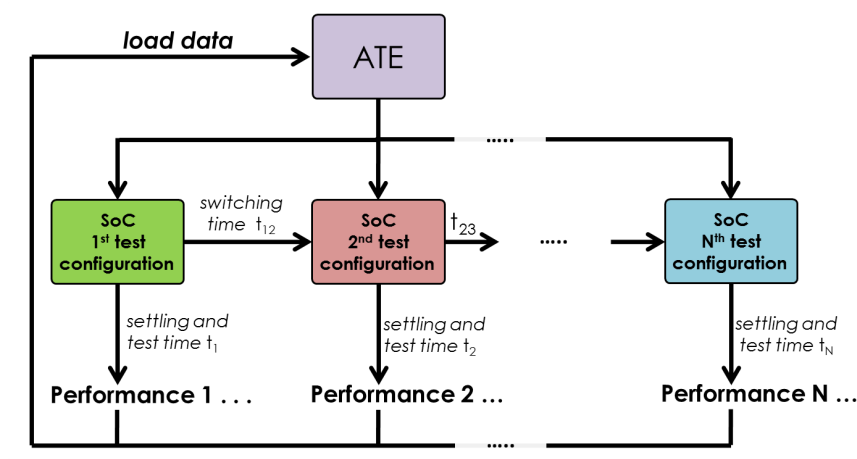 load data
ATE
.....
SoC
1st test
configuration
switching
time t12
SoC
2nd test
configuration
t23
.....
SoC
Nth test
configuration
settling and
test time t1
settling and
test time t2
settling and
test time tN
Performance 1 . . .
Performance 2 ...
Performance N ...
.....